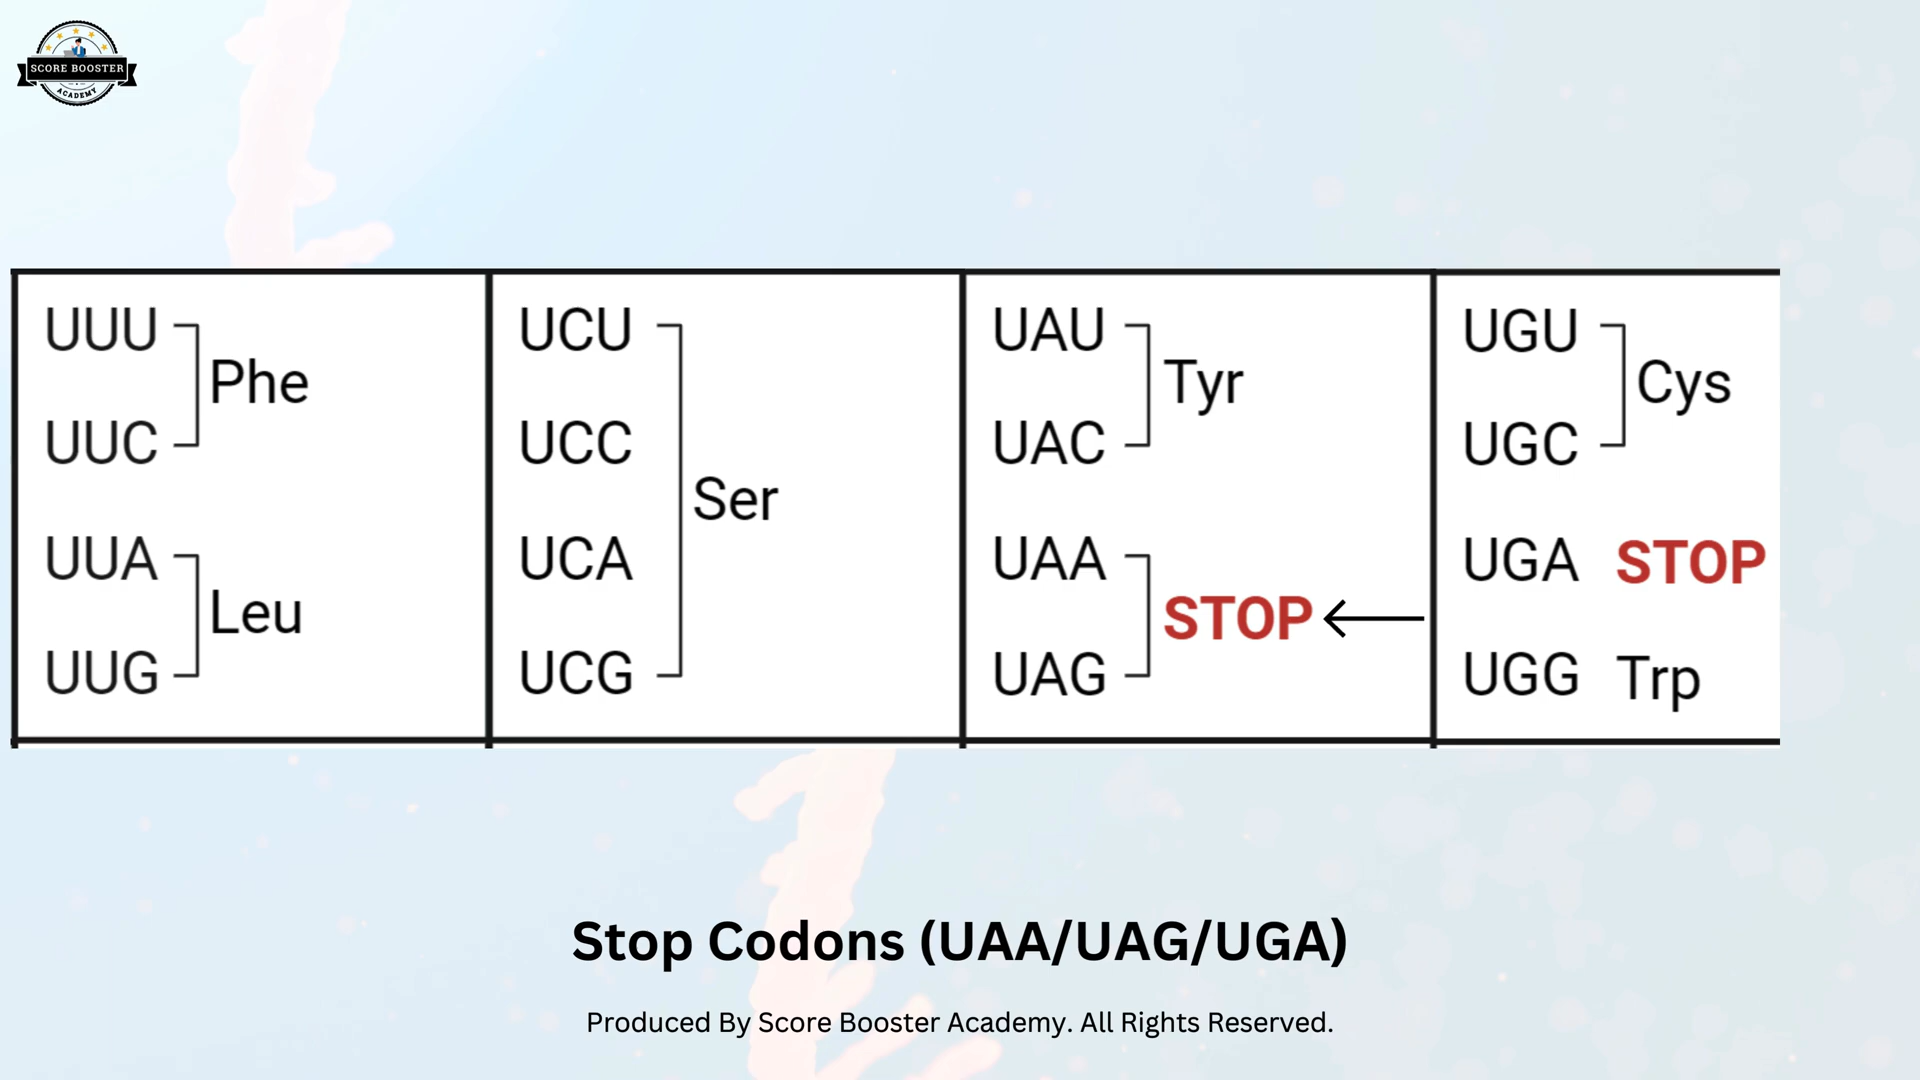 SCORE BOOSTER
ACADEMY
UUU
UUC
Phe
UUA
UUG
Leu
UCU
UCC
UCA
UCG
Ser
UAU
UAC
Tyr
UAA
UAG
STOP
UGU
UGC
Cys
UGA STOP
UGG Trp
Stop Codons (UAA/UAG/UGA)
Produced By Score Booster Academy. All Rights Reserved.